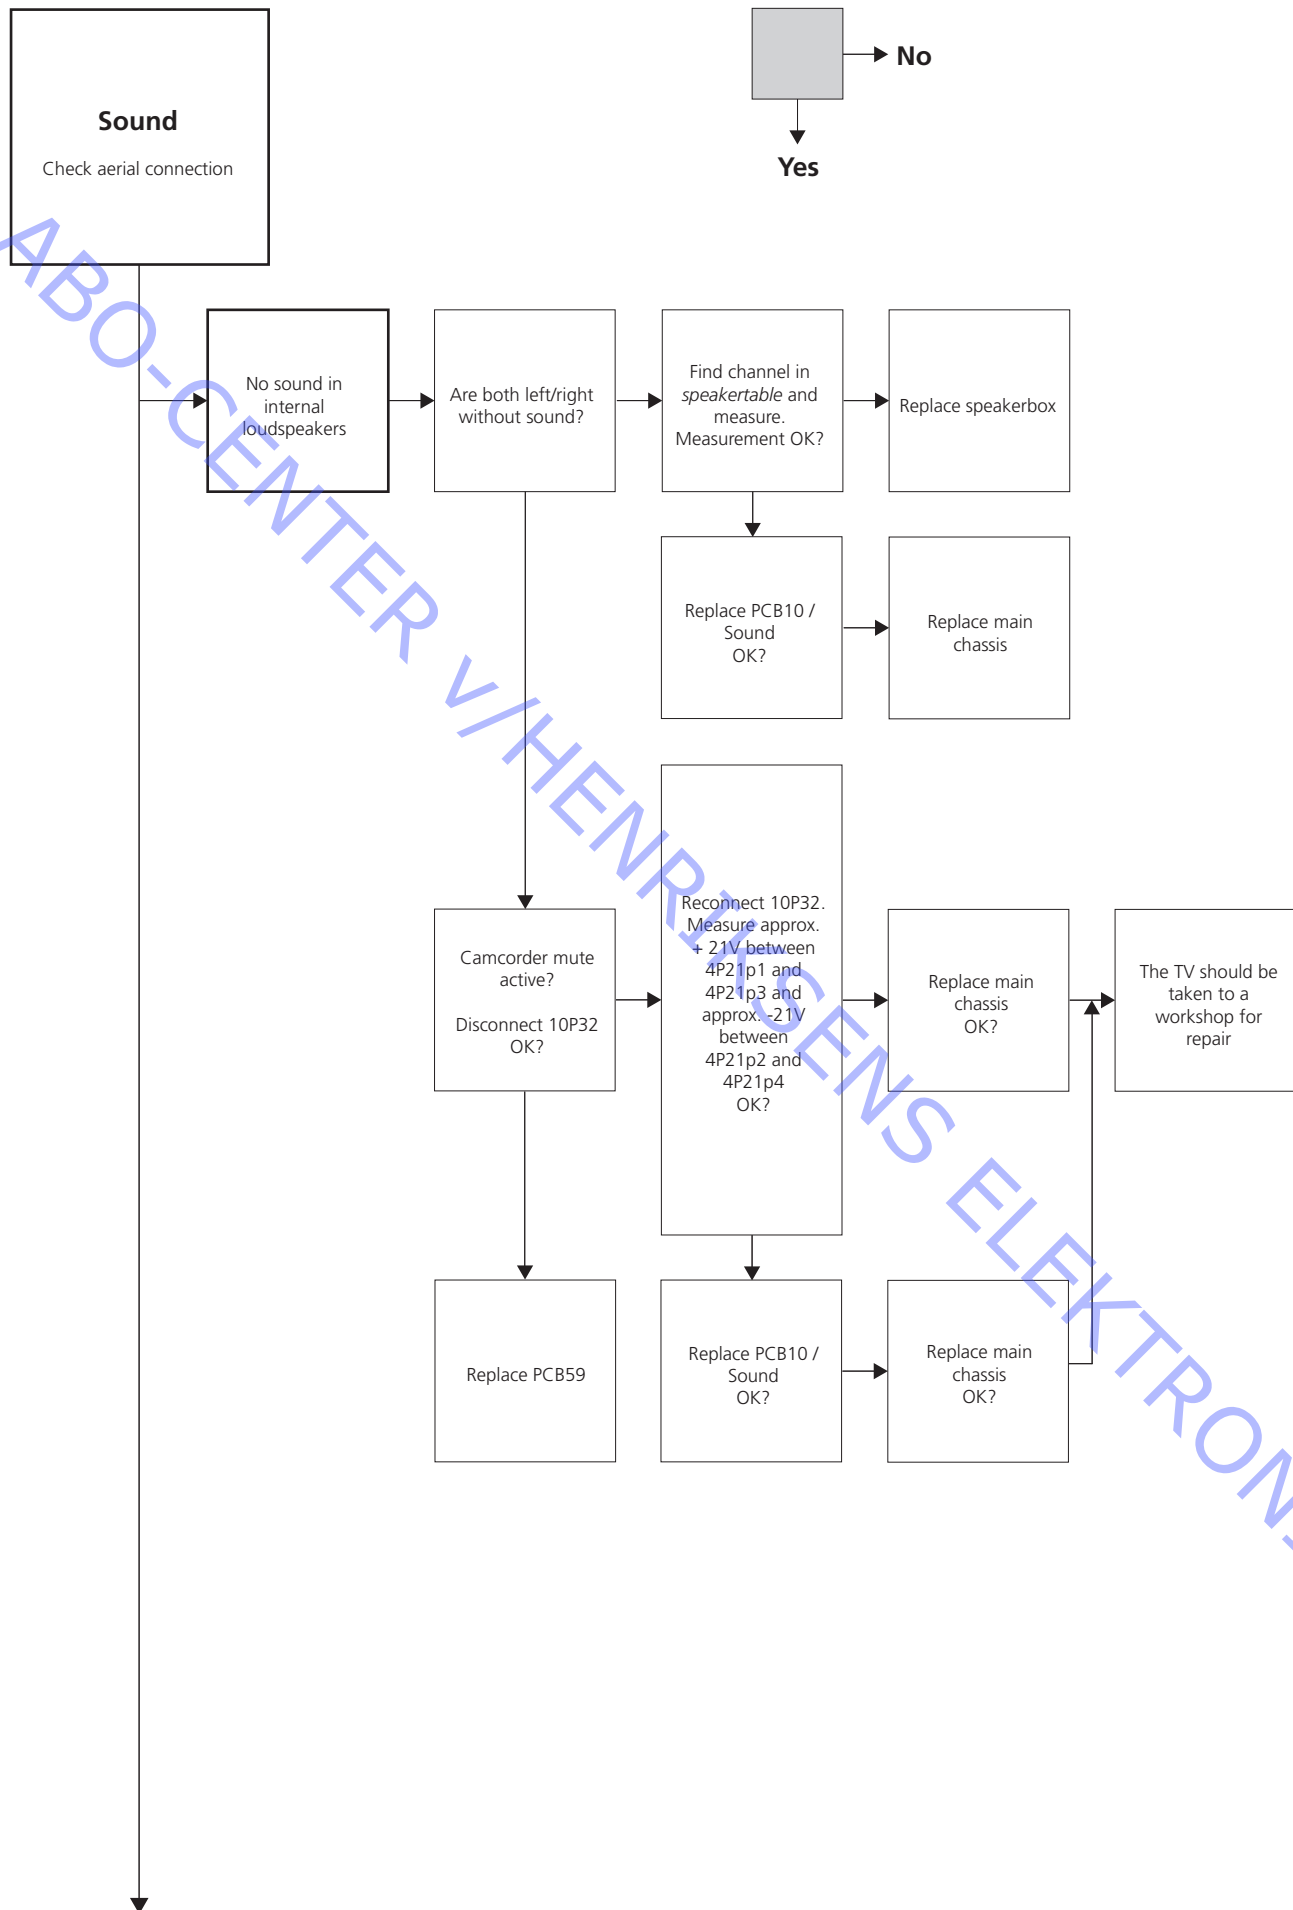 Sound
Check aerial connection
No
Yes
No sound in
internal
loudspeakers
Are both left/right
without sound?
Find channel in
speakertable and
measure.
Measurement OK?
Replace speakerbox
Replace PCB10 /
Sound
OK?
Replace main
chassis
Camcorder mute
active?
Disconnect 10P32
OK?
Reconnect 10P32.
Measure approx.
+ 21V between
4P21p1 and
4P21p3 and
approx. -21V
between
4P21p2 and
4P21p4
OK?
Replace main
chassis
OK?
The TV should be
taken to a
workshop for
repair
Replace PCB59
Replace PCB10 /
Sound
OK?
Replace main
chassis
OK?
ABO-CENTER v/HENRIKSENS ELEKTRON